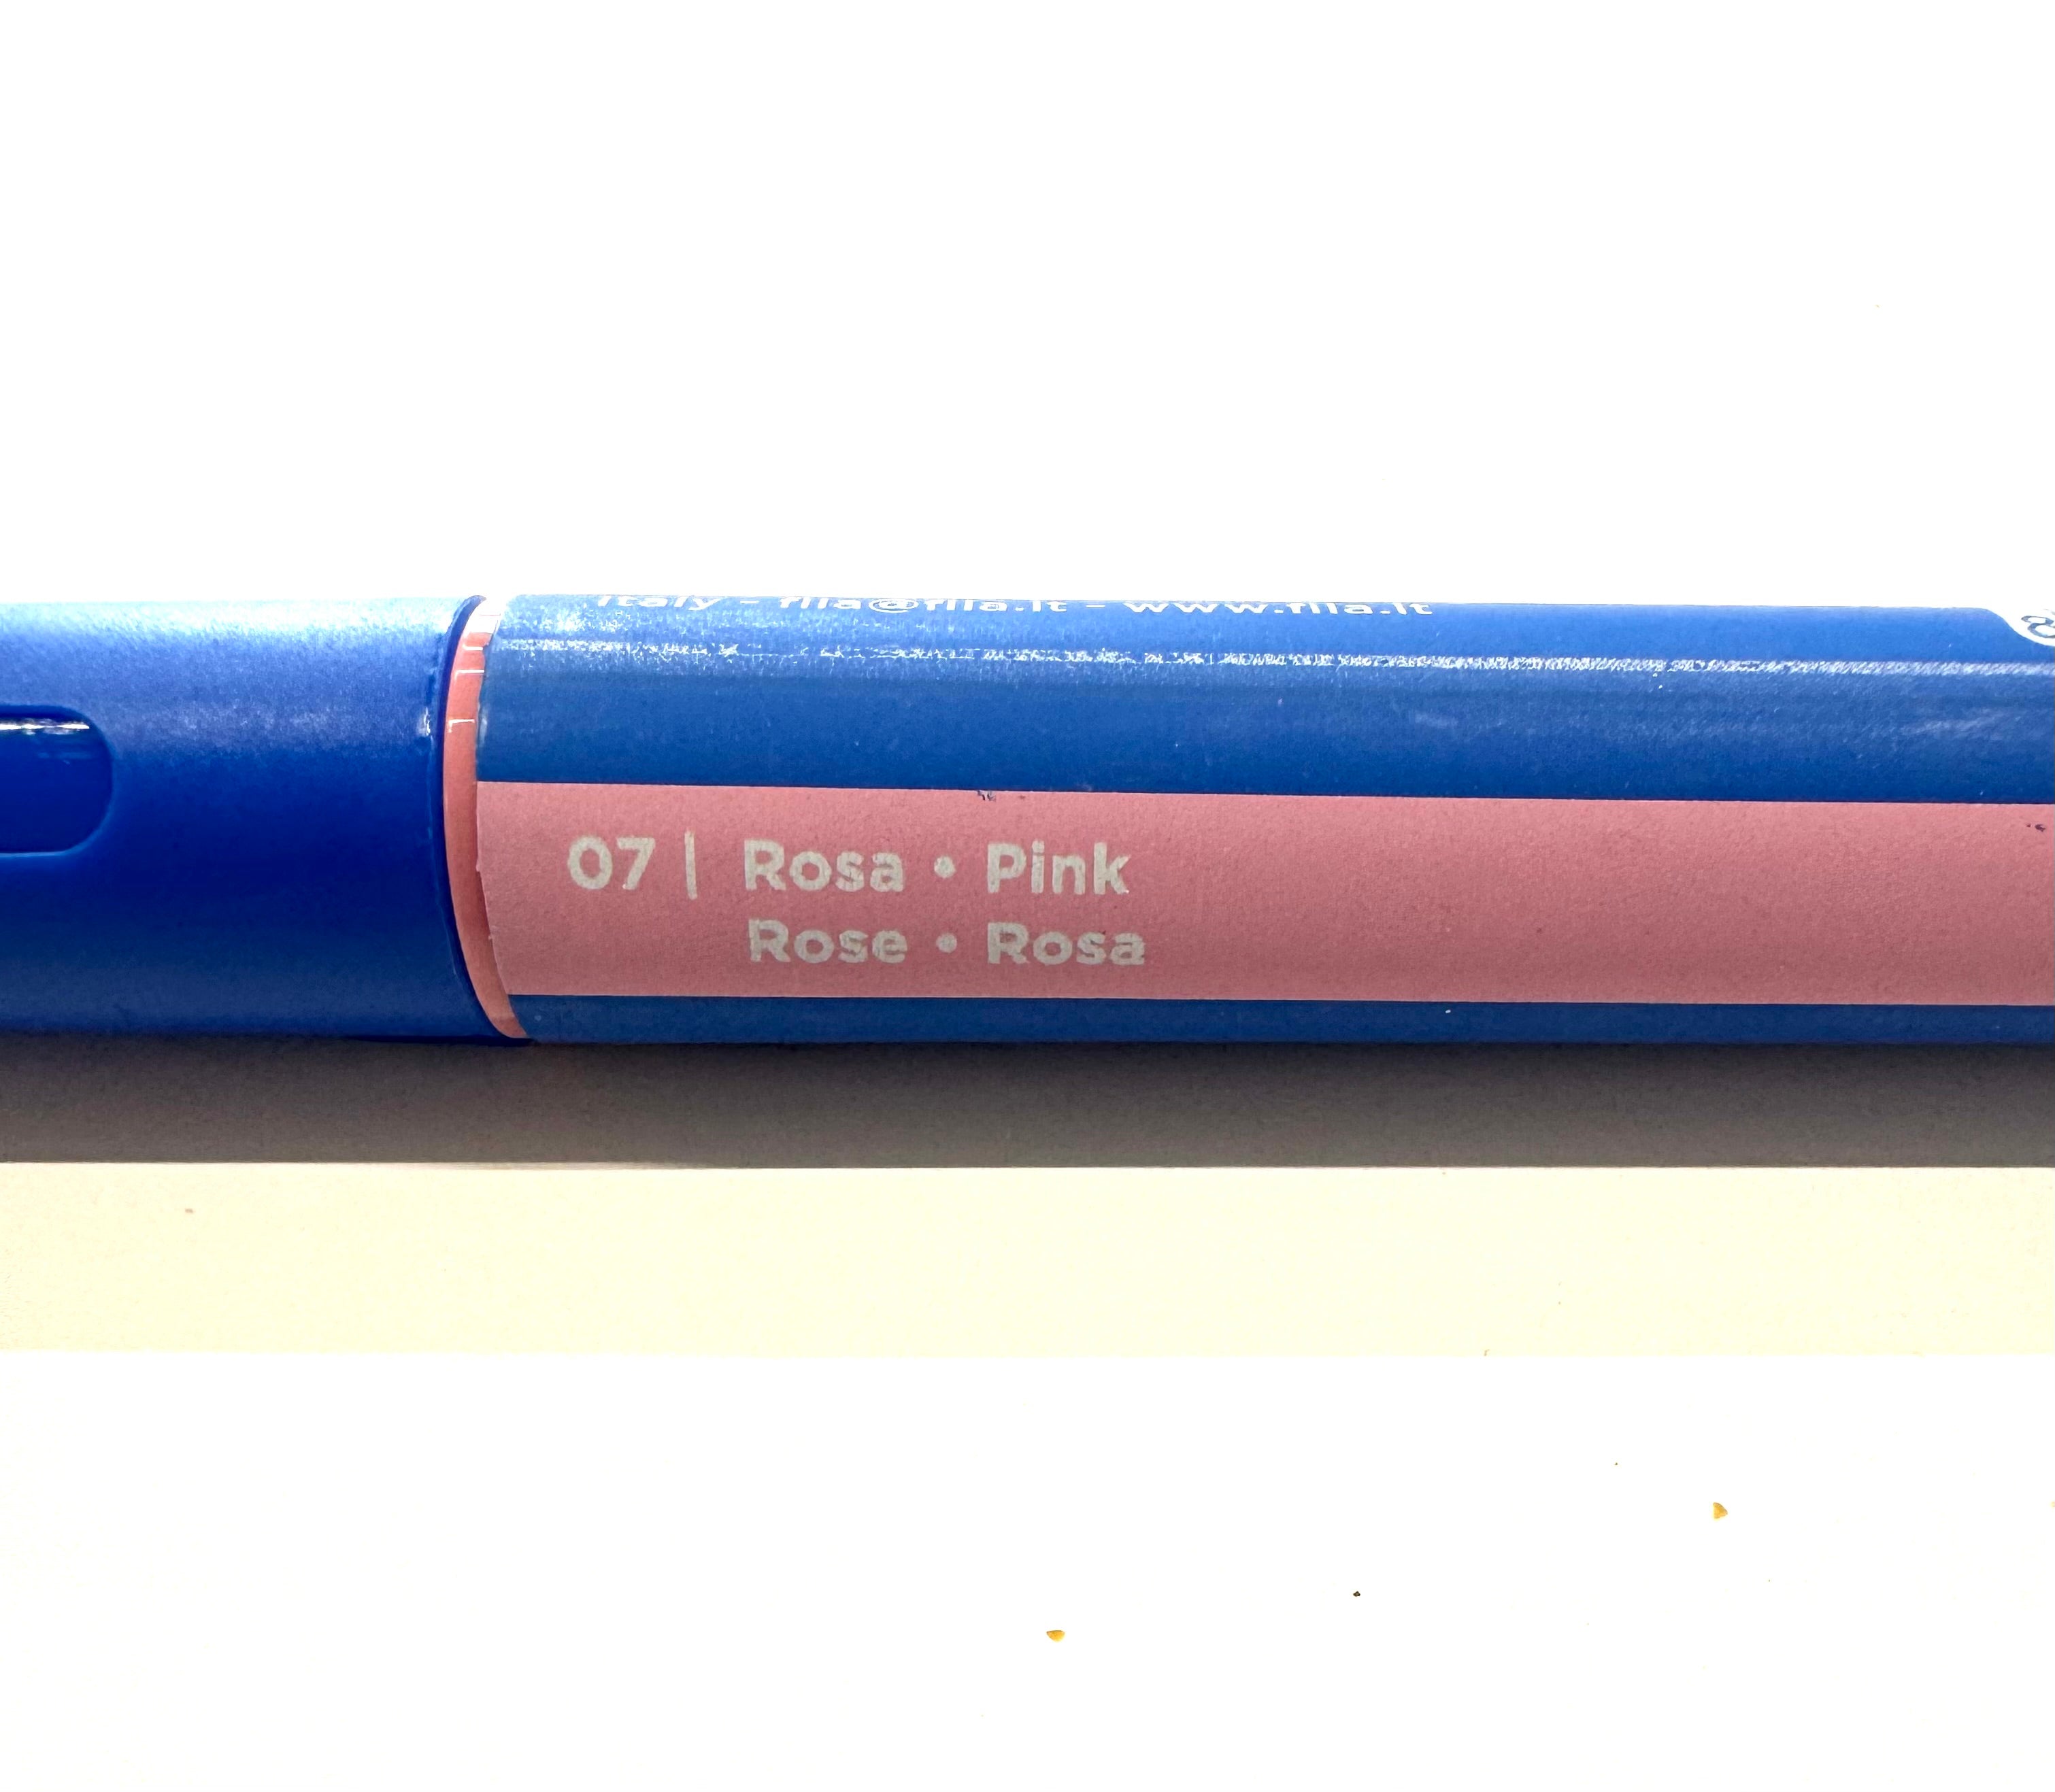 Italy - fila@fila.it - www.fila.it
07 | Rosa • Pink
Rose • Rosa